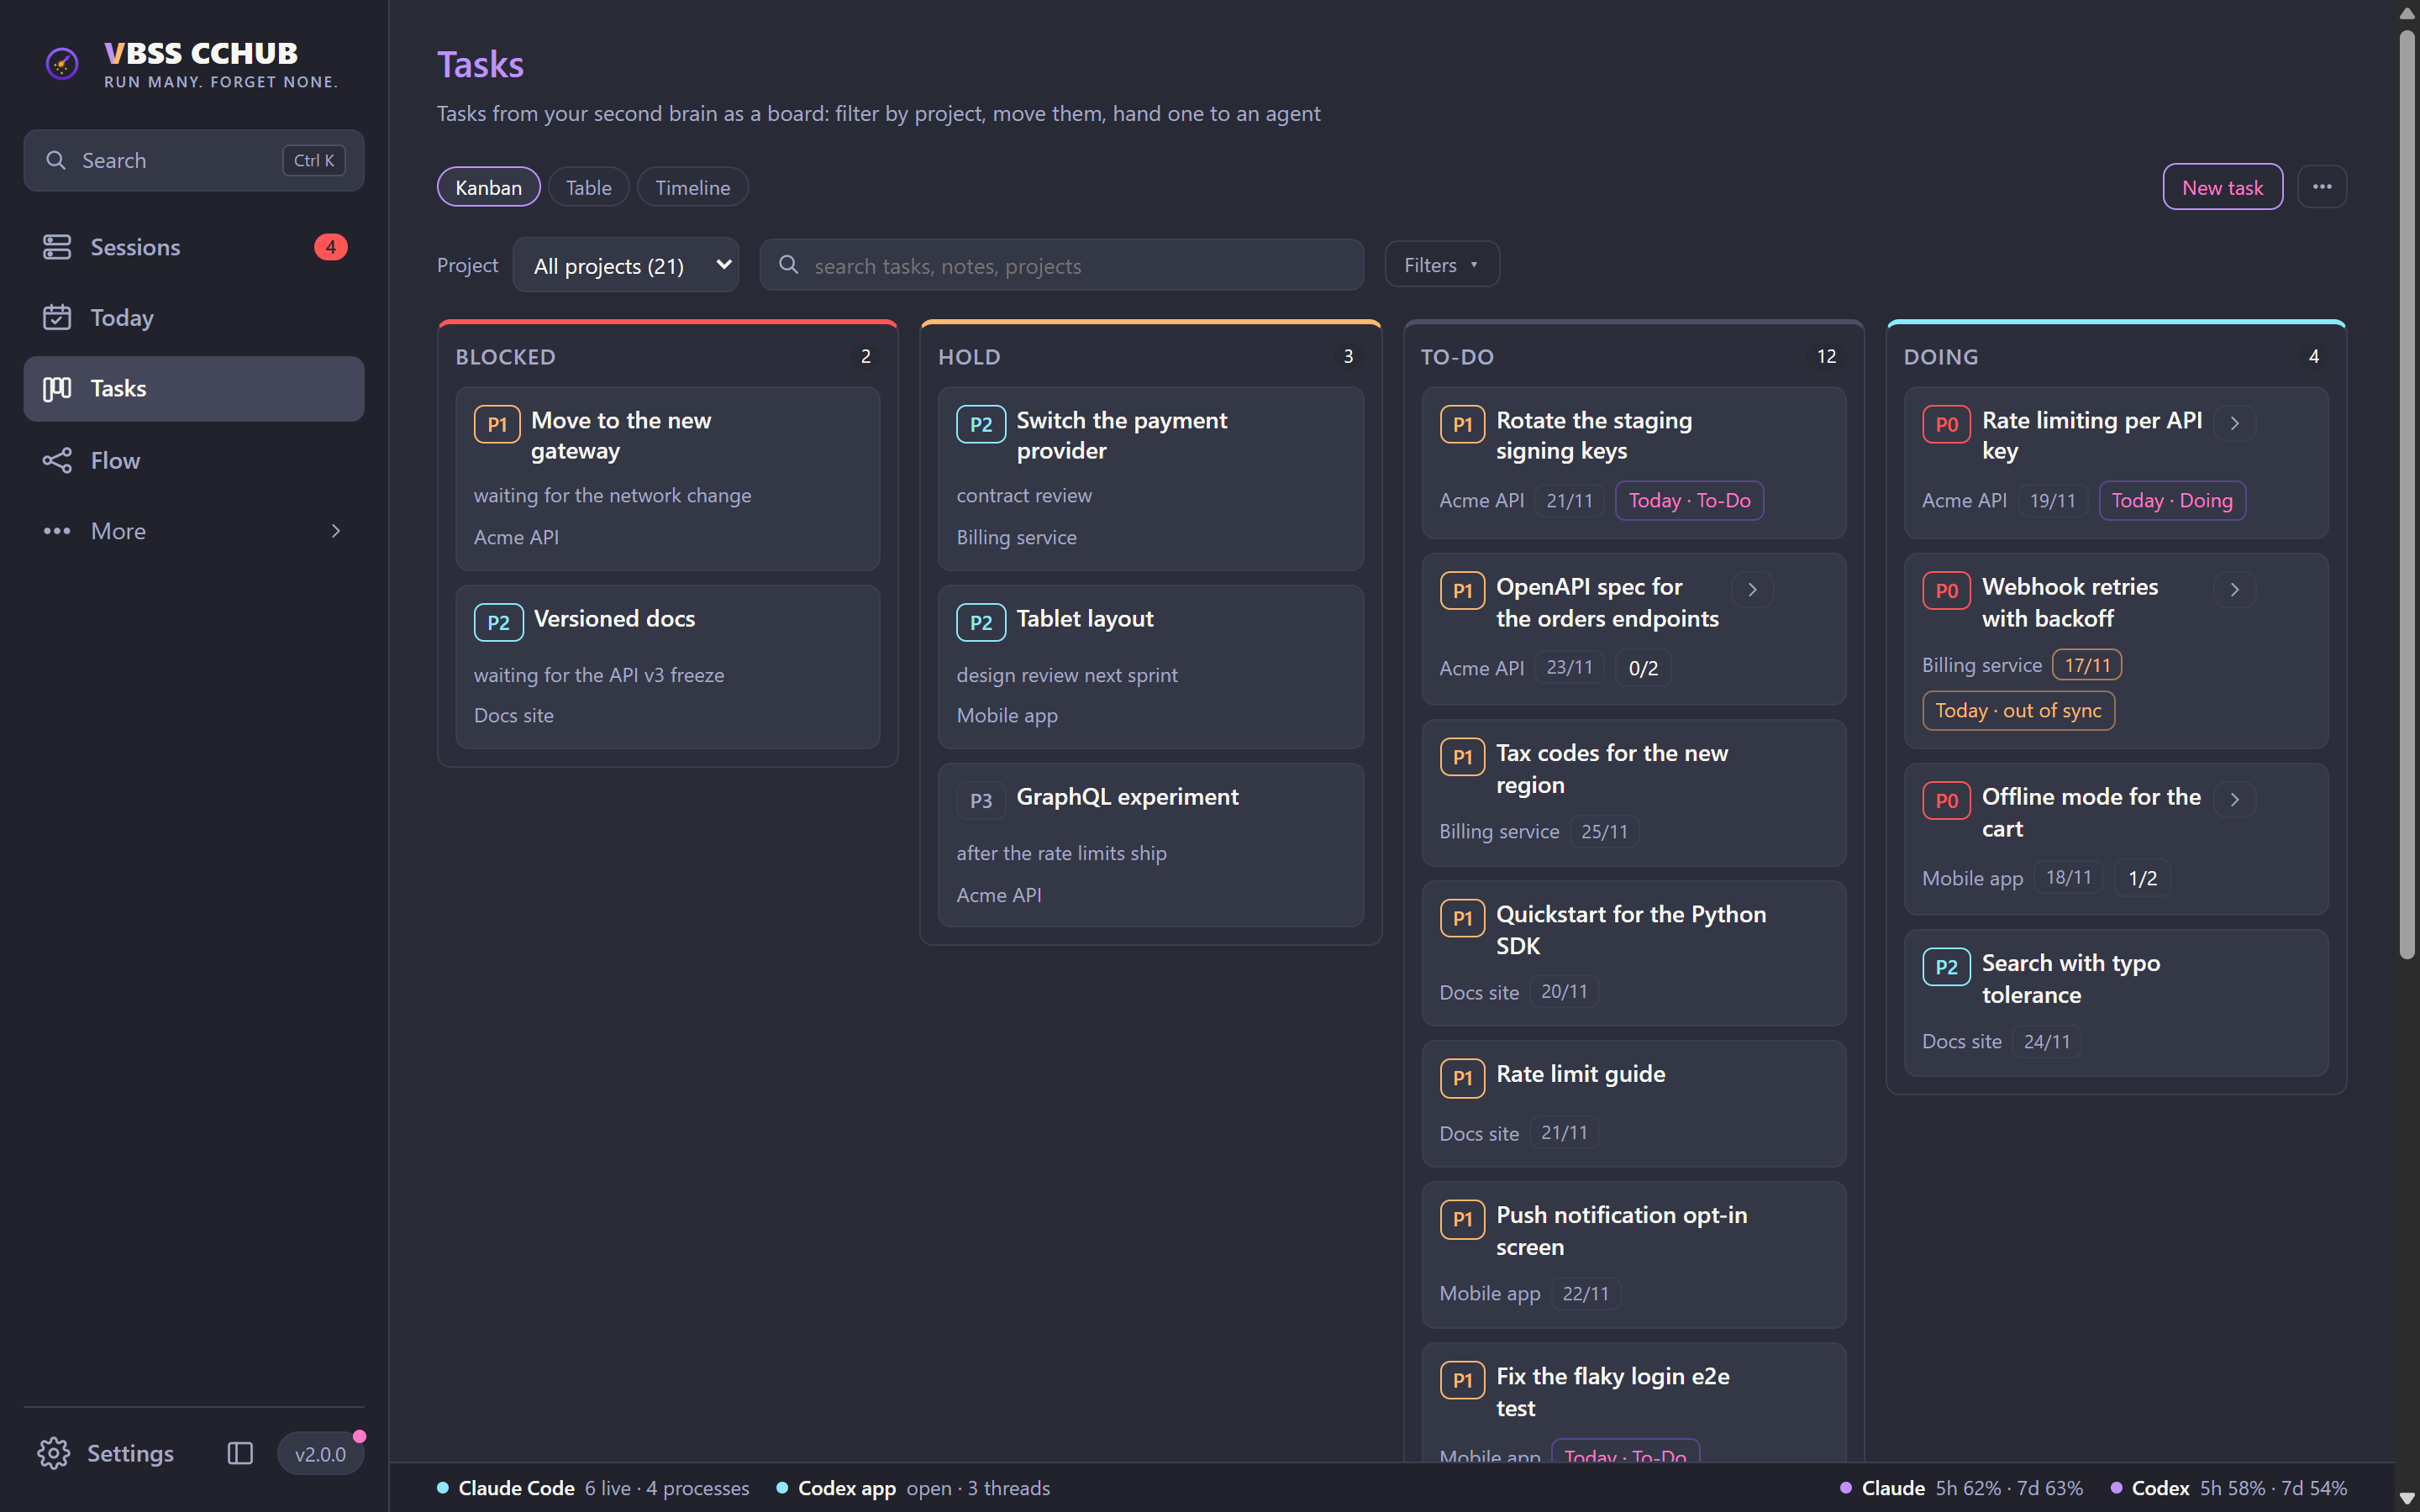 VBSS CCHUB
RUN MANY. FORGET NONE.
Search
Ctrl K
Sessions
4
Today
Tasks
Flow
More
Settings
v2.0.0
Tasks
Tasks from your second brain as a board: filter by project, move them, hand one to an agent
Kanban
Table
Timeline
New task
Project
All projects (21)
search tasks, notes, projects
Filters
BLOCKED
2
P1
Move to the new
gateway
waiting for the network change
Acme API
P2
Versioned docs
waiting for the API v3 freeze
Docs site
HOLD
3
P2
Switch the payment
provider
contract review
Billing service
P2
Tablet layout
design review next sprint
Mobile app
P3
GraphQL experiment
after the rate limits ship
Acme API
TO-DO
12
P1
Rotate the staging
signing keys
Acme API 21/11 Today · To-Do
P1
OpenAPI spec for
the orders endpoints
Acme API 23/11 0/2
P1
Tax codes for the new
region
Billing service 25/11
P1
Quickstart for the Python
SDK
Docs site 20/11
P1
Rate limit guide
Docs site 21/11
P1
Push notification opt-in
screen
Mobile app 22/11
P1
Fix the flaky login e2e
test
Mobile app Today · To-Do
DOING
4
P0
Rate limiting per API
key
Acme API 19/11 Today · Doing
P0
Webhook retries
with backoff
Billing service 17/11
Today · out of sync
P0
Offline mode for the
cart
Mobile app 18/11 1/2
P2
Search with typo
tolerance
Docs site 24/11
Claude Code 6 live · 4 processes
Codex app open · 3 threads
Claude 5h 62% · 7d 63%
Codex 5h 58% · 7d 54%